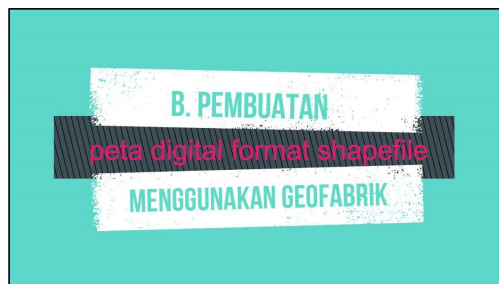 B. PEMBUATAN
peta digital format shapefile
MENGGUNAKAN GEOFABRIK